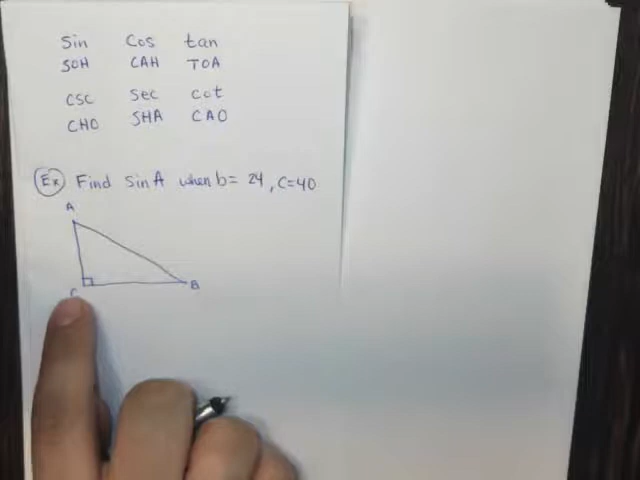 Sin Cos tan
SOH CAH TOA
CSC Sec Cot
CHO SHA CAO
Ex Find Sin A when b = 24, C=40
A
C B